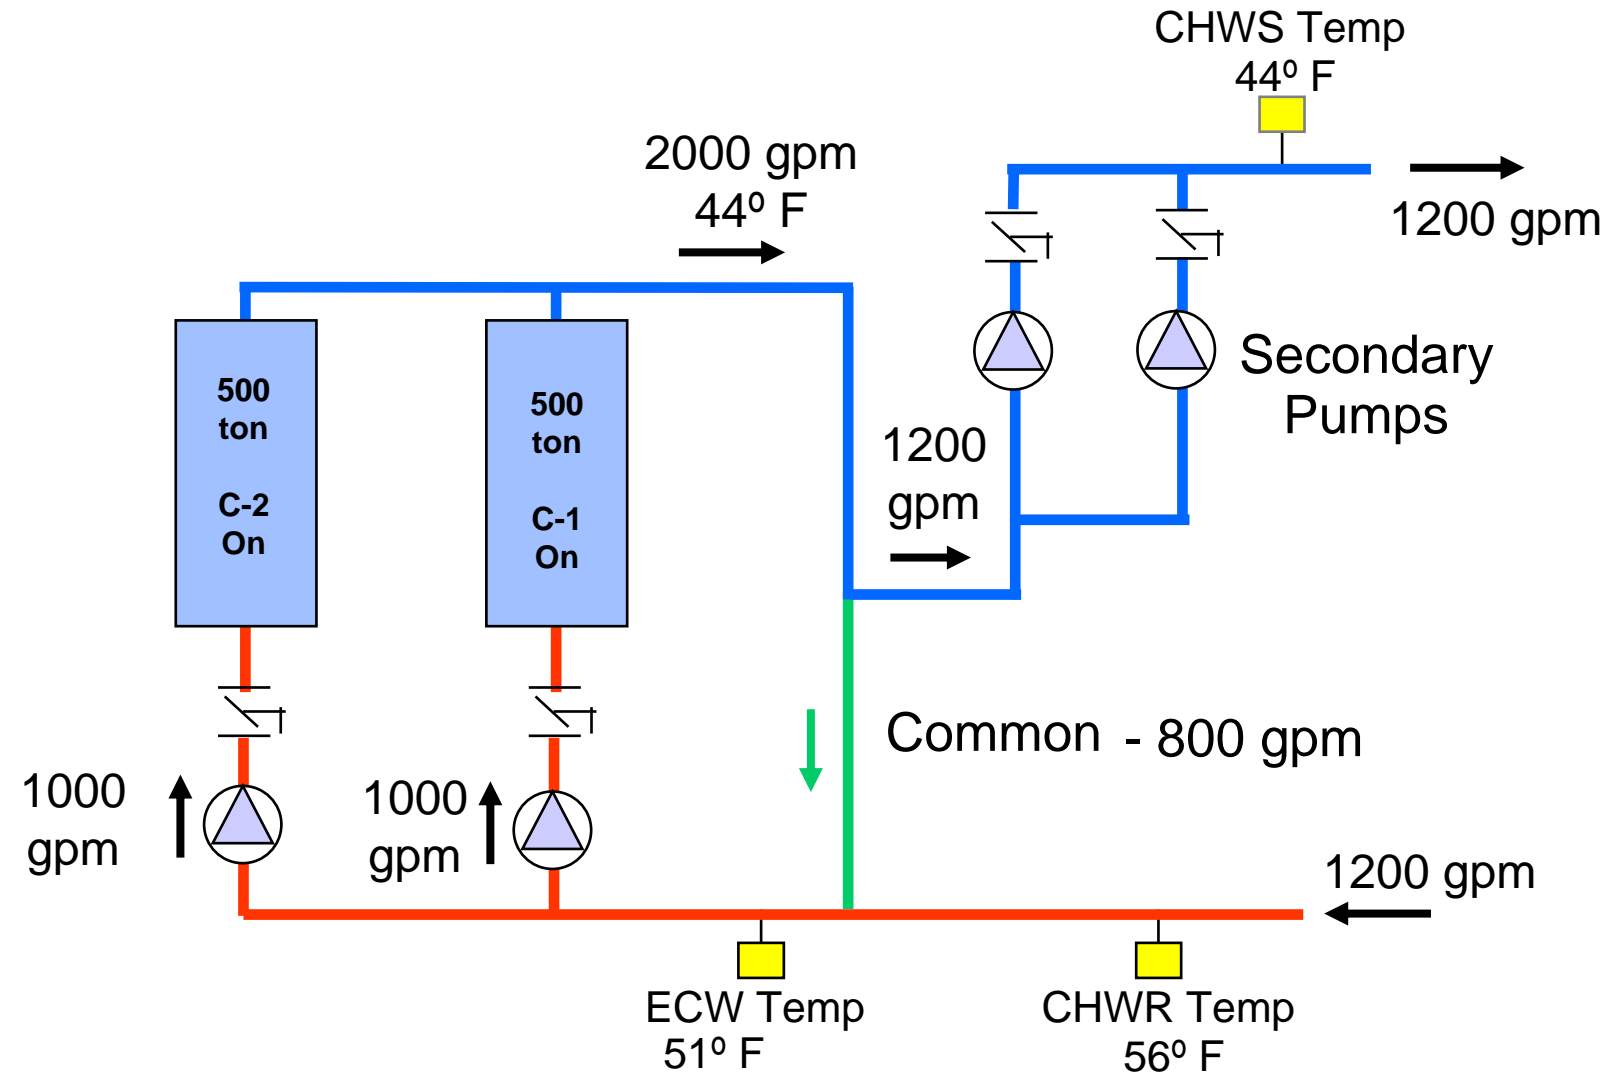 CHWS Temp
44º F
2000 gpm
44º F
1200 gpm
500
ton
C-2
On
500
ton
C-1
On
Secondary
Pumps
1200
gpm
Common - 800 gpm
1000
gpm
1000
gpm
1200 gpm
ECW Temp
51º F
CHWR Temp
56º F